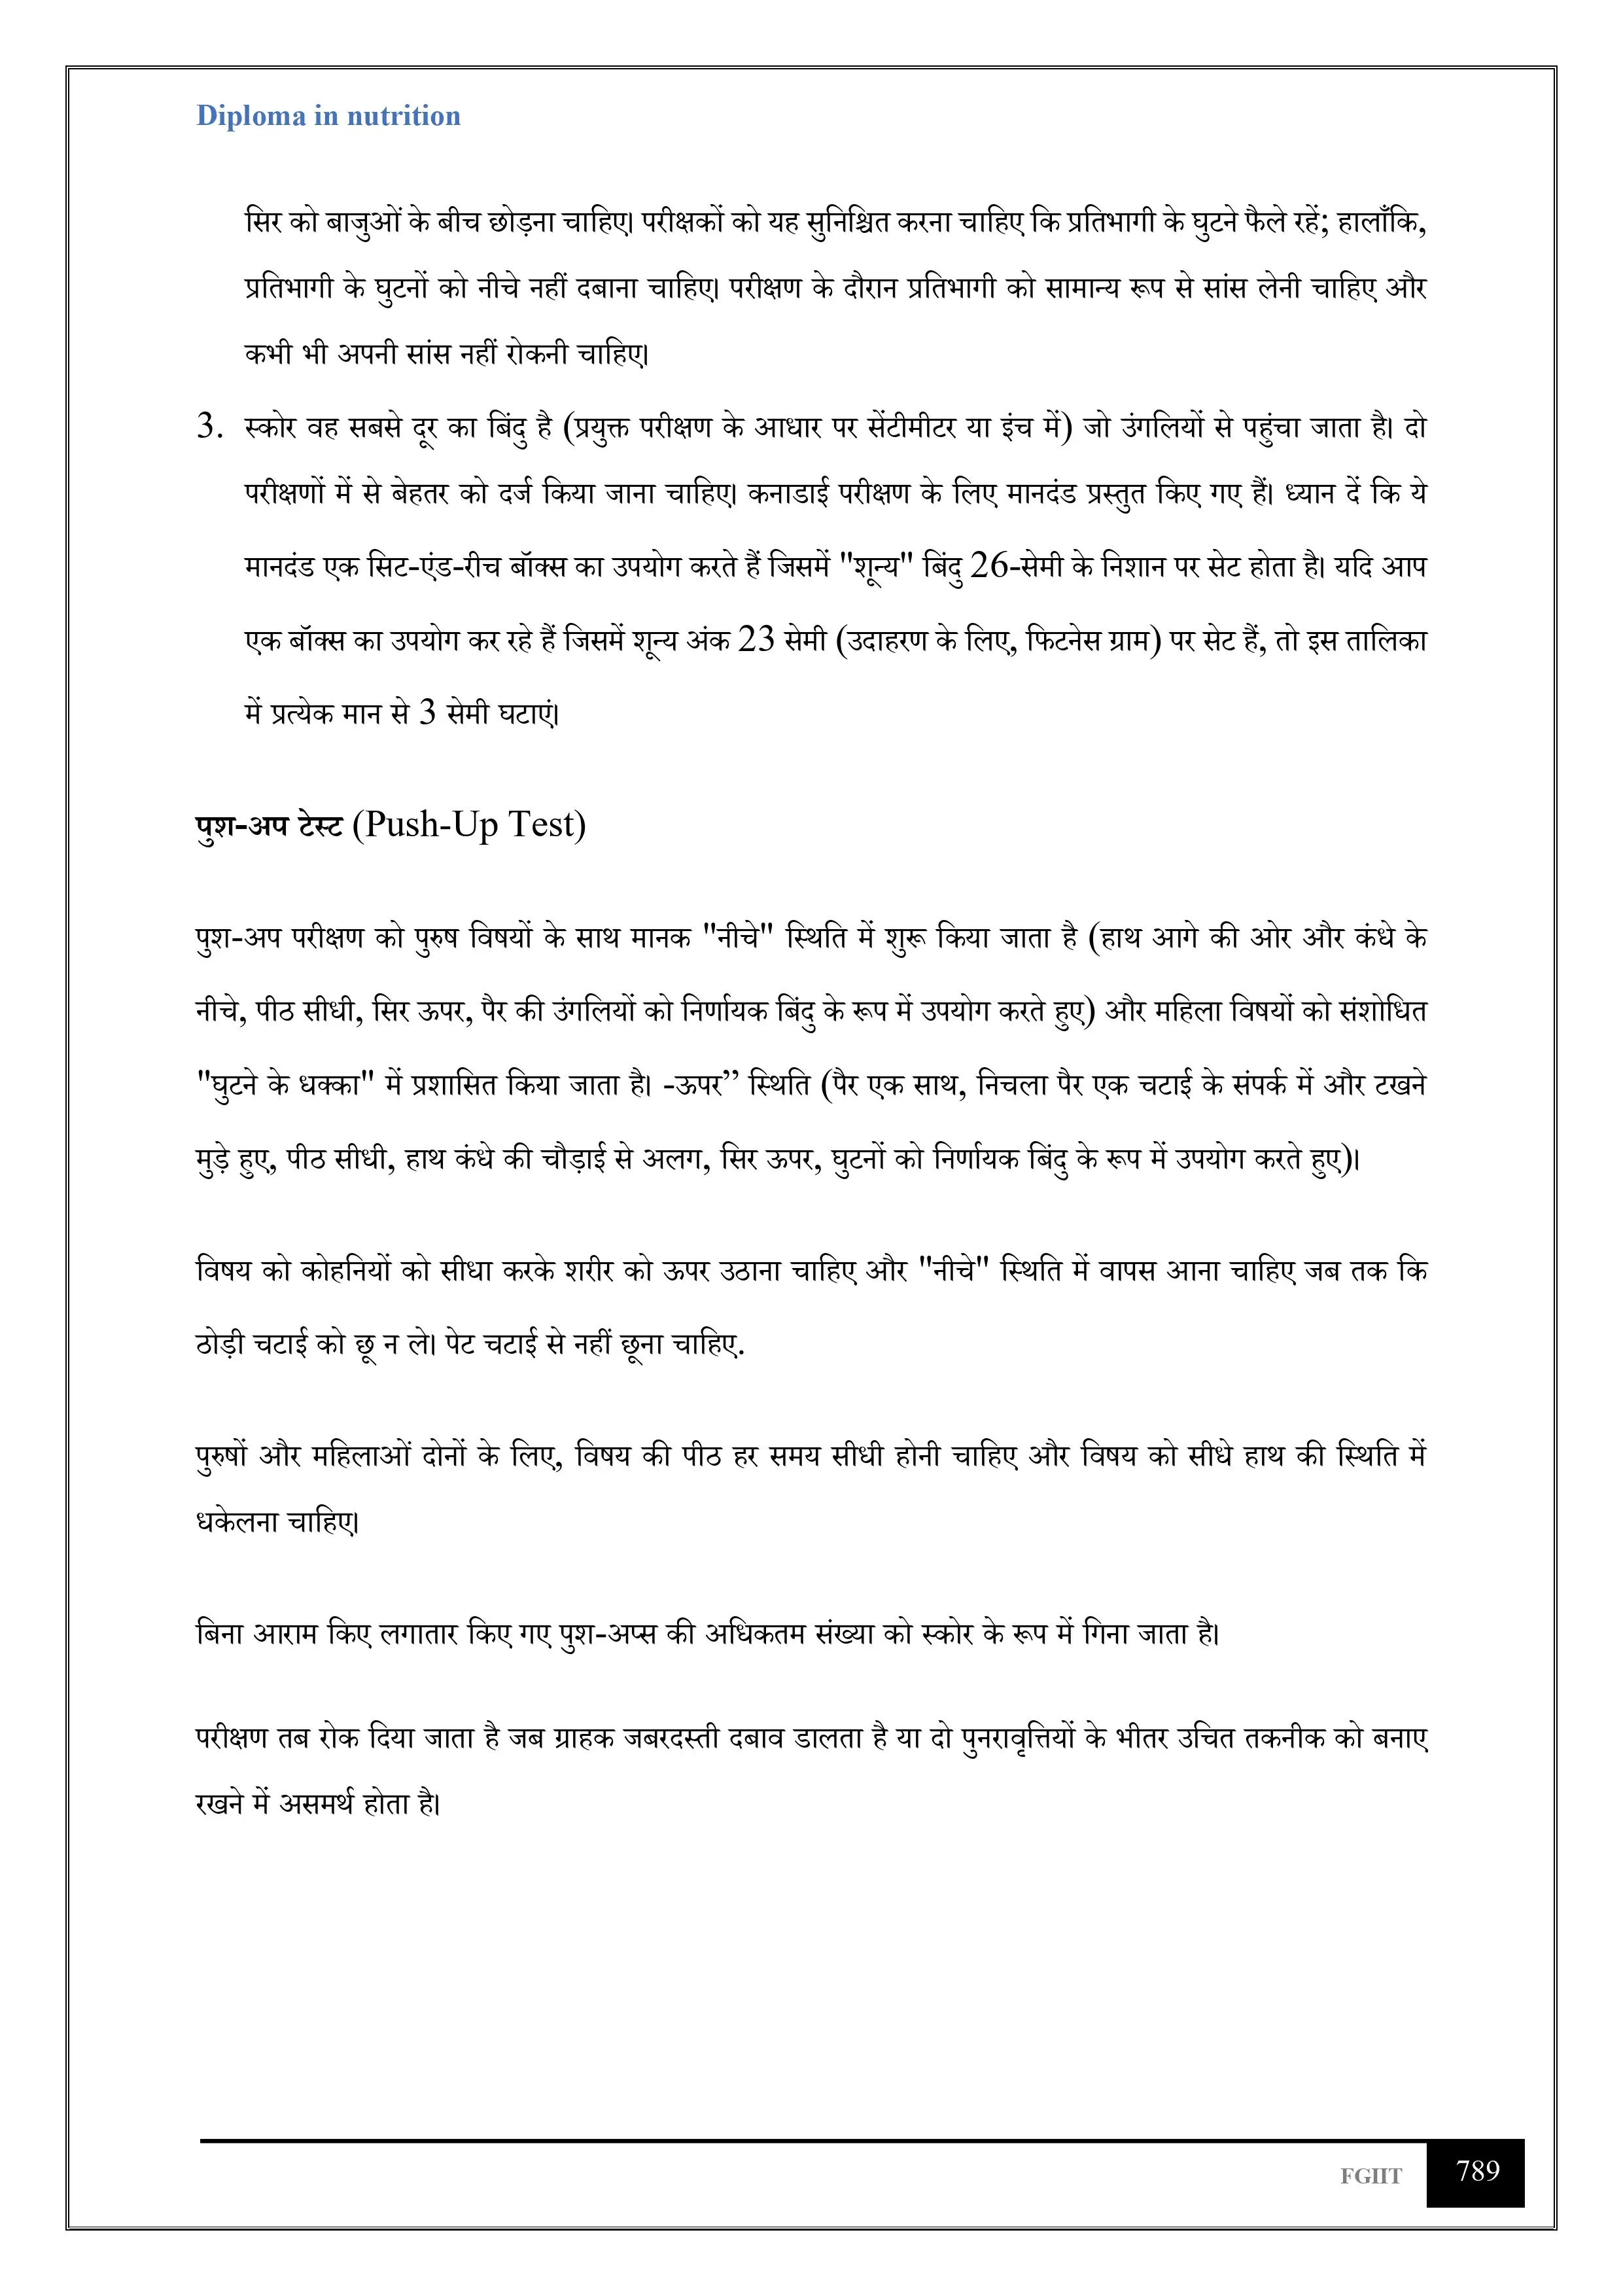 Diploma in nutrition
सिर को बाजुओं के बीच छोड़ना चाहिए। परीक्षकों को यह सुनिश्चित करना चाहिए कि प्रतिभागी के घुटने फैले रहें; हालाँकि,
प्रतिभागी के घुटनों को नीचे नहीं दबाना चाहिए। परीक्षण के दौरान प्रतिभागी को सामान्य रूप से सांस लेनी चाहिए और
कभी भी अपनी सांस नहीं रोकनी चाहिए।
3. स्कोर वह सबसे दूर का बिंदु है (प्रयुक्त परीक्षण के आधार पर सेंटीमीटर या इंच में) जो उंगलियों से पहुंचा जाता है। दो
परीक्षणों में से बेहतर को दर्ज किया जाना चाहिए। कनाडाई परीक्षण के लिए मानदंड प्रस्तुत किए गए हैं। ध्यान दें कि ये
मानदंड एक सिट-एंड-रीच बॉक्स का उपयोग करते हैं जिसमें "शून्य" बिंदु 26-सेमी के निशान पर सेट होता है। यदि आप
एक बॉक्स का उपयोग कर रहे हैं जिसमें शून्य अंक 23 सेमी (उदाहरण के लिए, फिटनेस ग्राम) पर सेट हैं, तो इस तालिका
में प्रत्येक मान से 3 सेमी घटाएं।
पुश-अप टेस्ट (Push-Up Test)
पुश-अप परीक्षण को पुरुष विषयों के साथ मानक "नीचे" स्थिति में शुरू किया जाता है (हाथ आगे की ओर और कंधे के
नीचे, पीठ सीधी, सिर ऊपर, पैर की उंगलियों को निर्णायक बिंदु के रूप में उपयोग करते हुए) और महिला विषयों को संशोधित
"घुटने के धक्का" में प्रशासित किया जाता है। -ऊपर” स्थिति (पैर एक साथ, निचला पैर एक चटाई के संपर्क में और टखने
मुड़े हुए, पीठ सीधी, हाथ कंधे की चौड़ाई से अलग, सिर ऊपर, घुटनों को निर्णायक बिंदु के रूप में उपयोग करते हुए)।
विषय को कोहनियों को सीधा करके शरीर को ऊपर उठाना चाहिए और "नीचे" स्थिति में वापस आना चाहिए जब तक कि
ठोड़ी चटाई को छू न ले। पेट चटाई से नहीं छूना चाहिए.
पुरुषों और महिलाओं दोनों के लिए, विषय की पीठ हर समय सीधी होनी चाहिए और विषय को सीधे हाथ की स्थिति में
धकेलना चाहिए।
बिना आराम किए लगातार किए गए पुश-अप्स की अधिकतम संख्या को स्कोर के रूप में गिना जाता है।
परीक्षण तब रोक दिया जाता है जब ग्राहक जबरदस्ती दबाव डालता है या दो पुनरावृत्तियों के भीतर उचित तकनीक को बनाए
रखने में असमर्थ होता है।
FGIIT 789